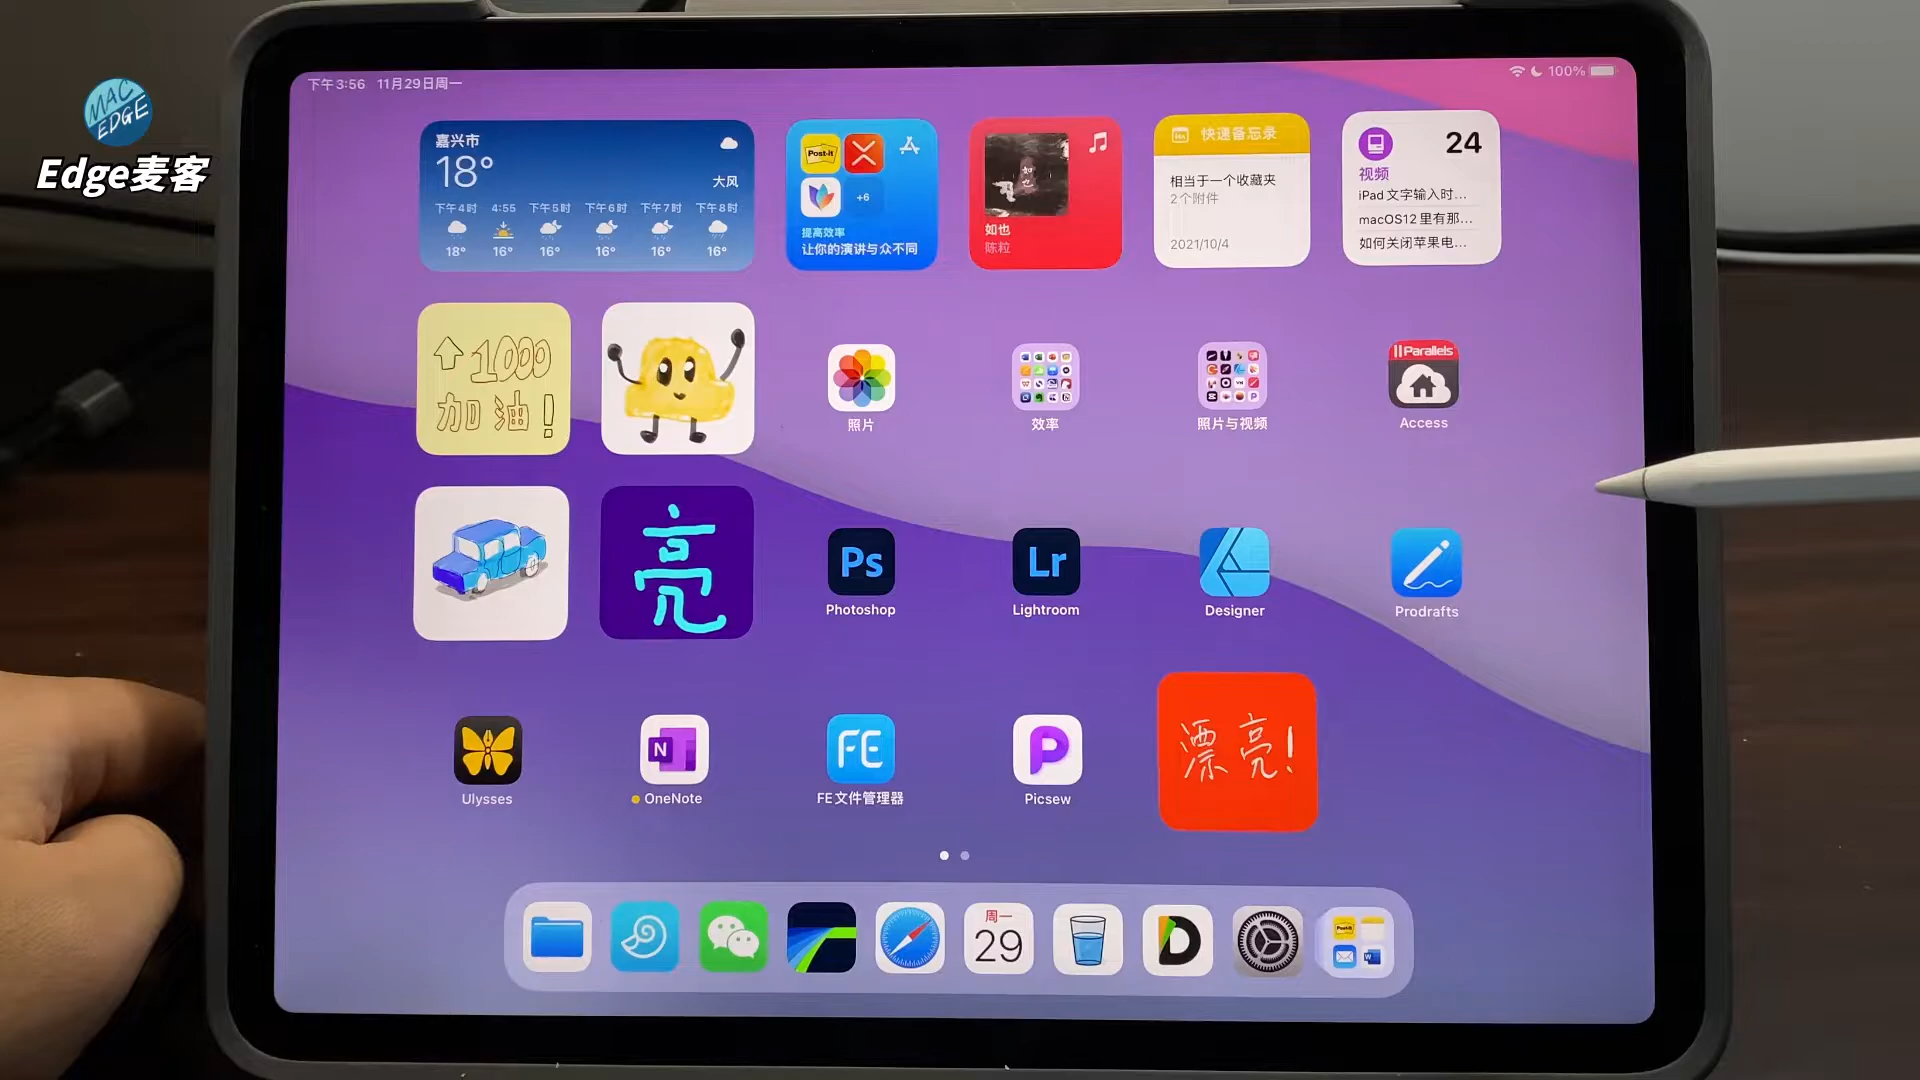 MAC
EDGE
Edge麦客
下午3:56 11月29日周一
100%
嘉兴市
18°
大风
下午4时 4:55 下午5时 下午6时 下午7时 下午8时
18° 16° 16° 16° 16° 16°
Post-it
+6
提高效率
让你的演讲与众不同
如也
如也
陈粒
快速备忘录
相当于一个收藏夹
2个附件
2021/10/4
24
视频
iPad 文字输入时...
macOS12 里有那...
如何关闭苹果电...
↑1000
加油!
照片
效率
照片与视频
Parallels
Access
亮
Ps
Photoshop
Lr
Lightroom
Designer
Prodrafts
Ulysses
N
OneNote
FE
FE文件管理器
Picsew
漂亮!
周一
29
Post-it
W